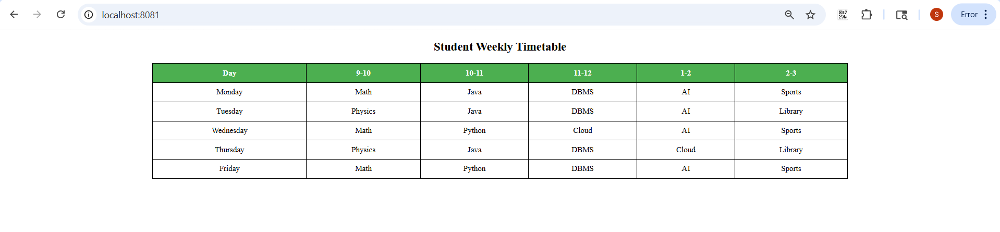 localhost:8081
S
Error
Student Weekly Timetable
Day 9-10 10-11 11-12 1-2 2-3
Monday Math Java DBMS AI Sports
Tuesday Physics Java DBMS AI Library
Wednesday Math Python Cloud AI Sports
Thursday Physics Java DBMS Cloud Library
Friday Math Python DBMS AI Sports